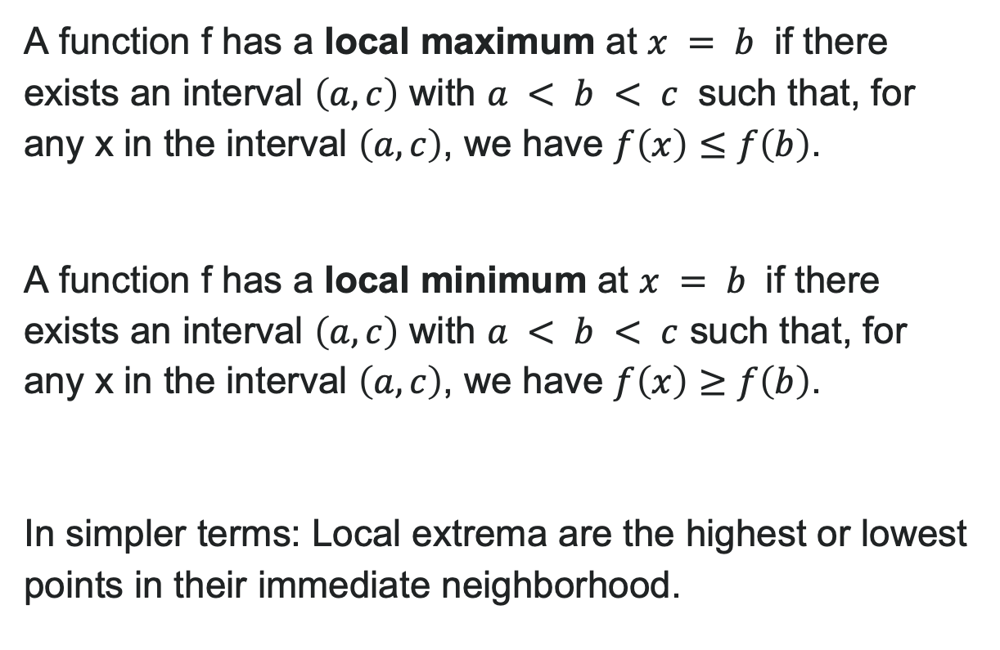 A function f has a local maximum at x = b if there
exists an interval (a, c) with a < b < c such that, for
any x in the interval (a, c), we have f(x) ≤ f(b).
A function f has a local minimum at x = b if there
exists an interval (a, c) with a < b < c such that, for
any x in the interval (a, c), we have f(x) ≥ f(b).
In simpler terms: Local extrema are the highest or lowest
points in their immediate neighborhood.